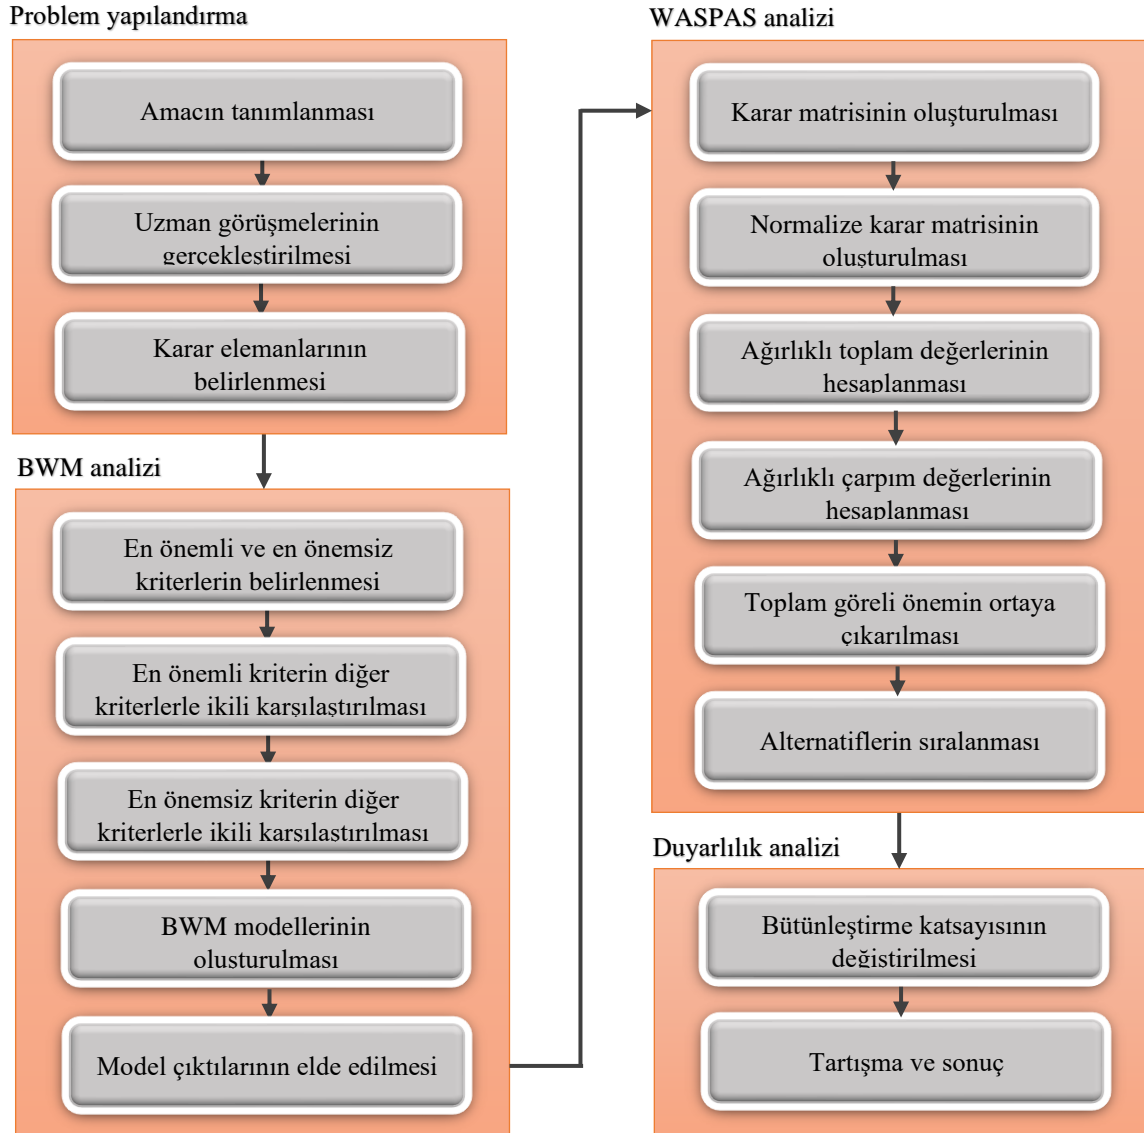 Problem yapılandırma
Amacın tanımlanması
Uzman görüşmelerinin
gerçekleştirilmesi
Karar elemanlarının
belirlenmesi
BWM analizi
En önemli ve en önemsiz
kriterlerin belirlenmesi
En önemli kriterin diğer
kriterlerle ikili karşılaştırılması
En önemsiz kriterin diğer
kriterlerle ikili karşılaştırılması
BWM modellerinin
oluşturulması
Model çıktılarının elde edilmesi
WASPAS analizi
Karar matrisinin oluşturulması
Normalize karar matrisinin
oluşturulması
Ağırlıklı toplam değerlerinin
hesaplanması
Ağırlıklı çarpım değerlerinin
hesaplanması
Toplam göreli önemin ortaya
çıkarılması
Alternatiflerin sıralanması
Duyarlılık analizi
Bütünleştirme katsayısının
değiştirilmesi
Tartışma ve sonuç